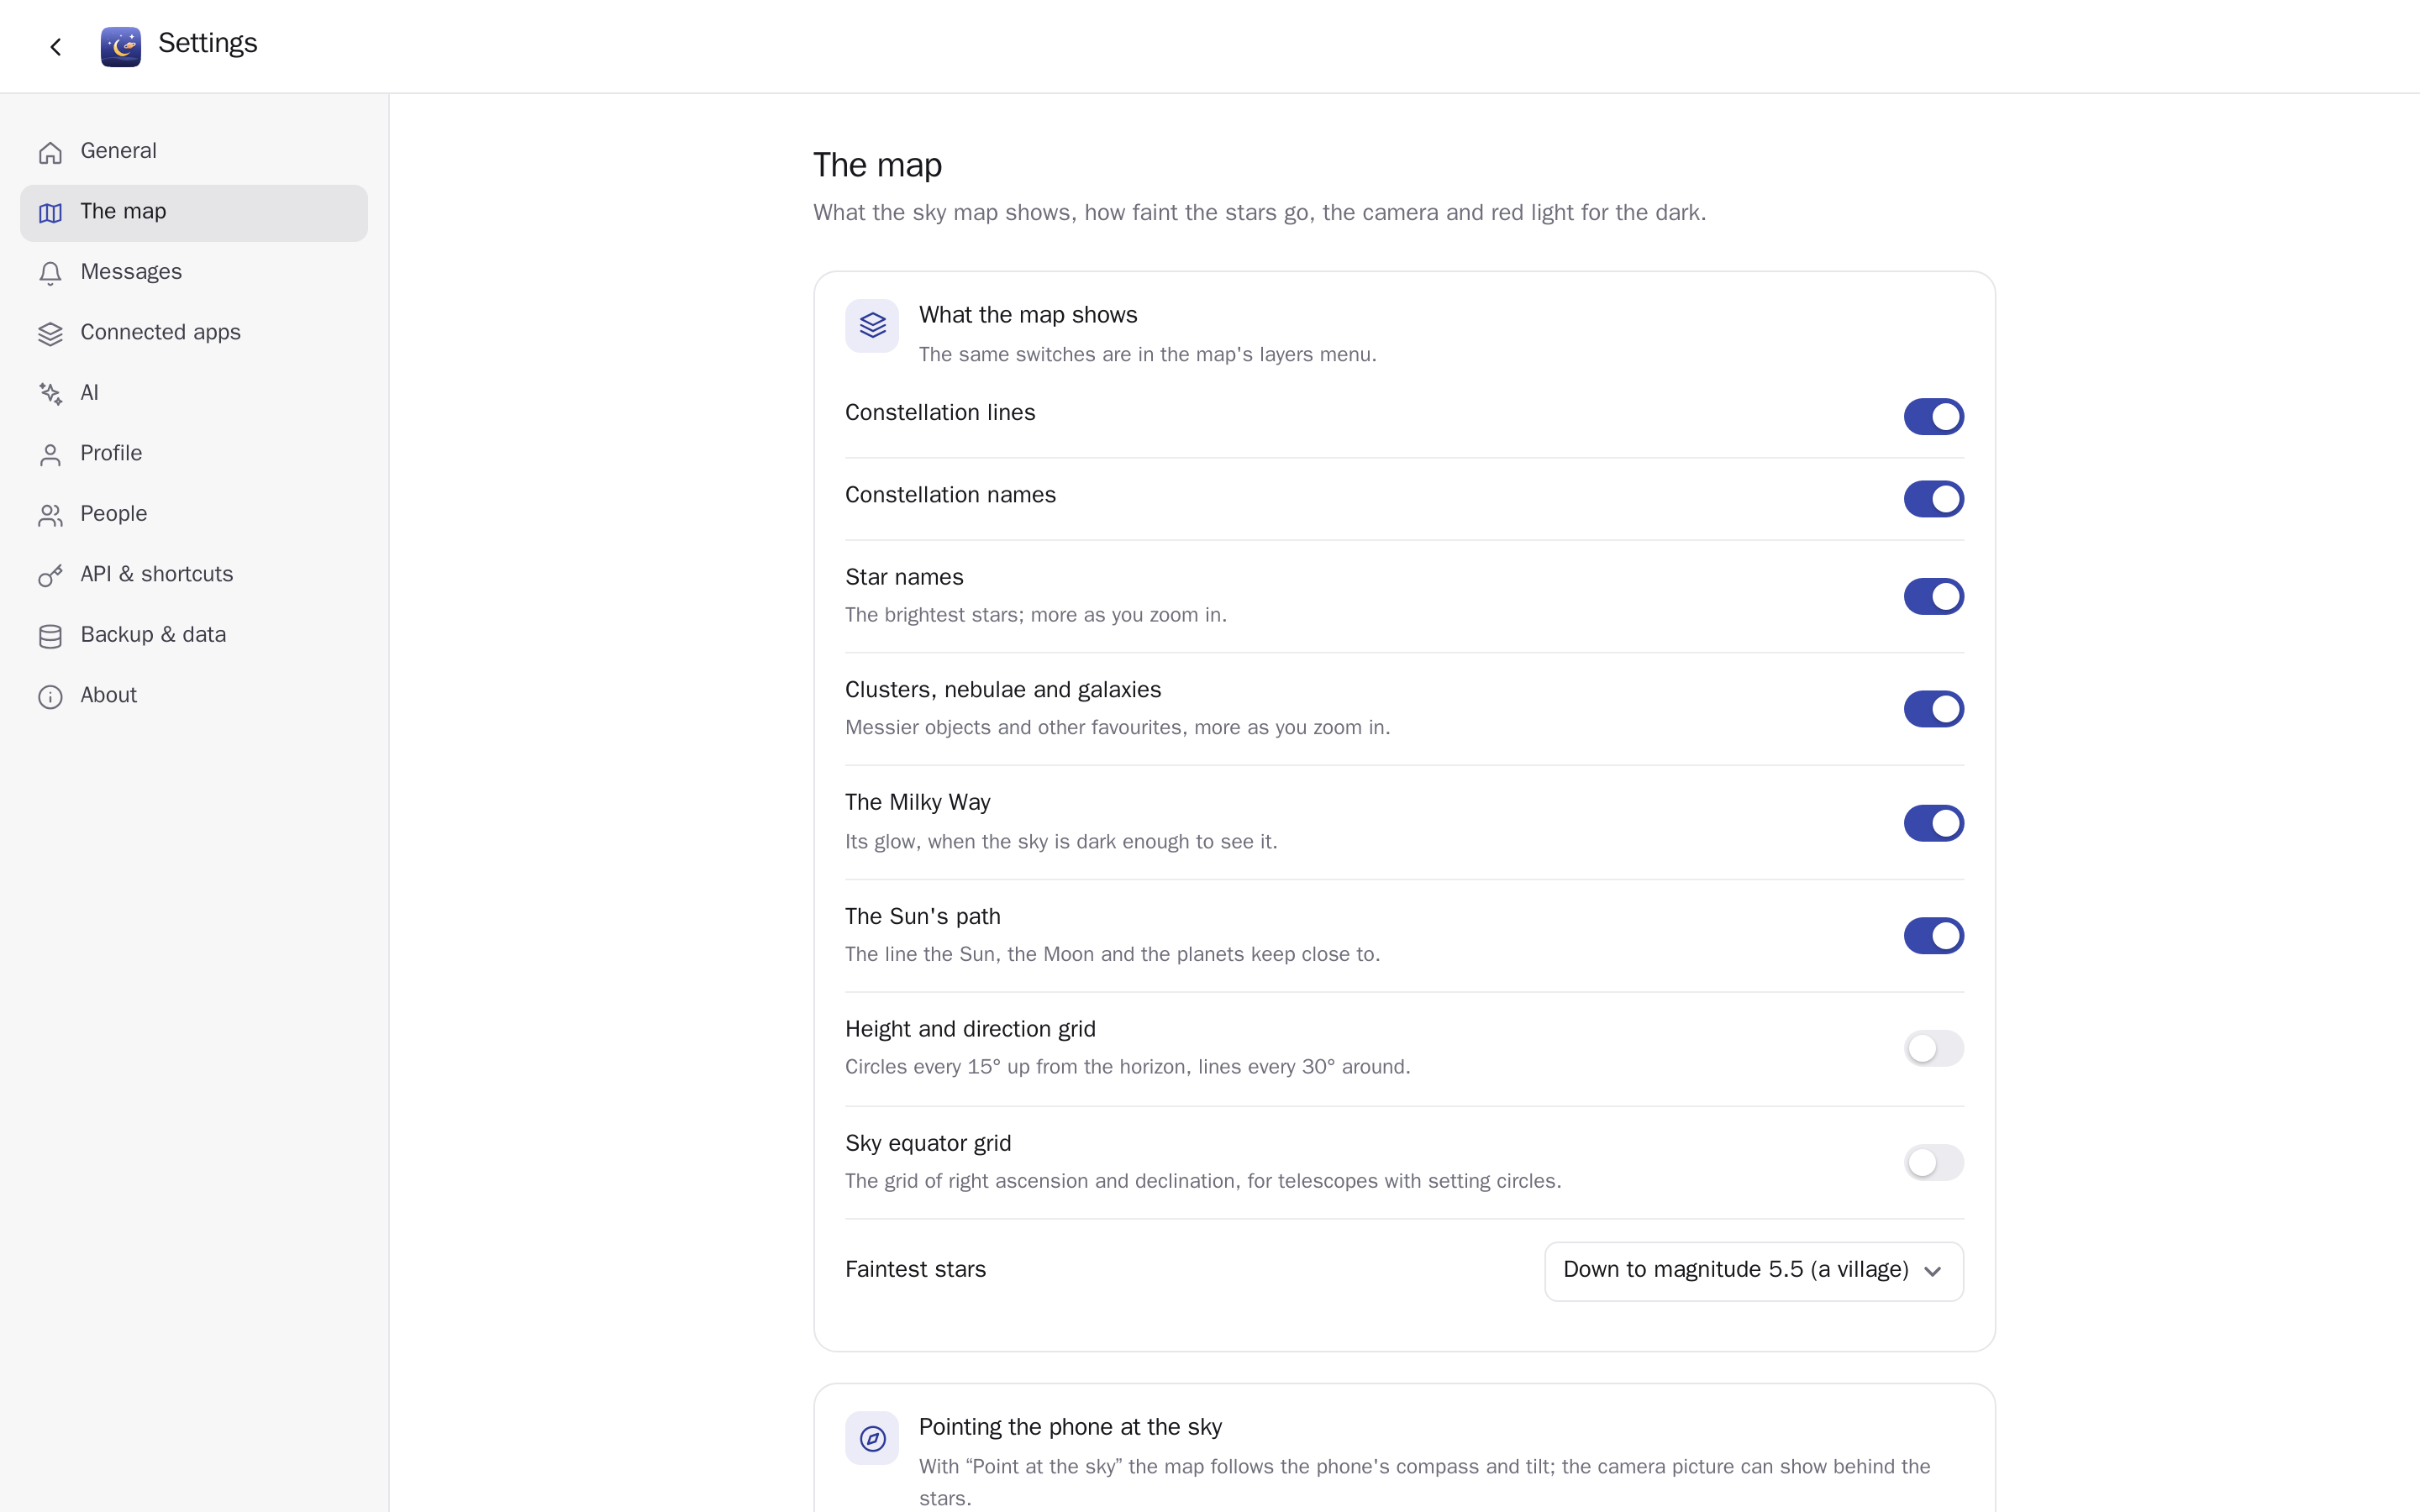 Settings
General
The map
Messages
Connected apps
AI
Profile
People
API & shortcuts
Backup & data
About
The map
What the sky map shows, how faint the stars go, the camera and red light for the dark.
What the map shows
The same switches are in the map's layers menu.
Constellation lines
Constellation names
Star names
The brightest stars; more as you zoom in.
Clusters, nebulae and galaxies
Messier objects and other favourites, more as you zoom in.
The Milky Way
Its glow, when the sky is dark enough to see it.
The Sun's path
The line the Sun, the Moon and the planets keep close to.
Height and direction grid
Circles every 15° up from the horizon, lines every 30° around.
Sky equator grid
The grid of right ascension and declination, for telescopes with setting circles.
Faintest stars
Down to magnitude 5.5 (a village)
Pointing the phone at the sky
With “Point at the sky” the map follows the phone's compass and tilt; the camera picture can show behind the
stars.